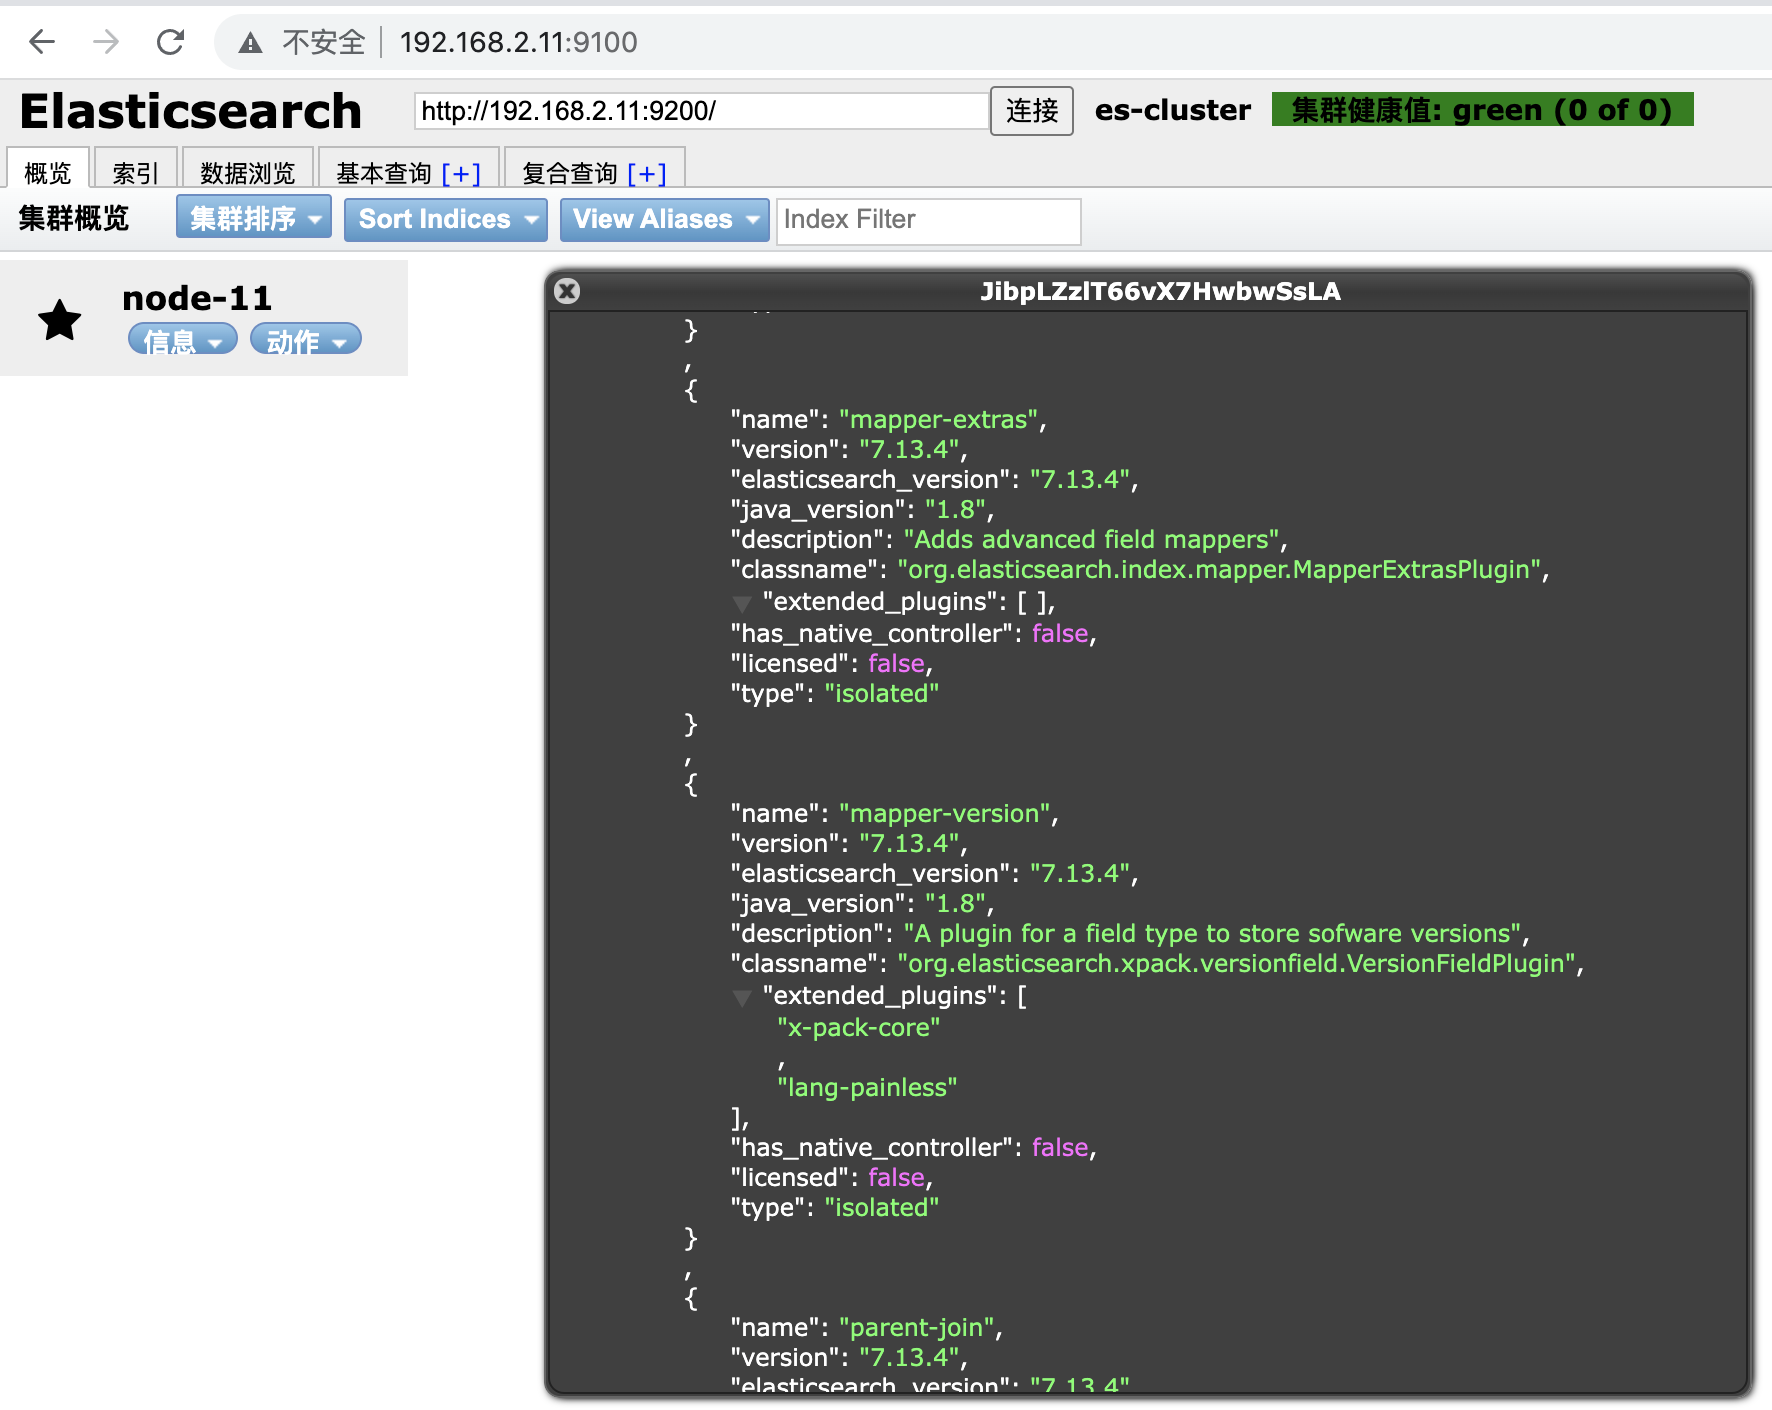 不安全 192.168.2.11:9100
Elasticsearch http://192.168.2.11:9200/ 连接 es-cluster 集群健康值: green (0 of 0)
概览 索引 数据浏览 基本查询 [+] 复合查询 [+]
集群概览 集群排序 Sort Indices View Aliases Index Filter
node-11
信息 动作
JibpLZzlT66vX7HwbwSsLA
}
,
{
"name": "mapper-extras",
"version": "7.13.4",
"elasticsearch_version": "7.13.4",
"java_version": "1.8",
"description": "Adds advanced field mappers",
"classname": "org.elasticsearch.index.mapper.MapperExtrasPlugin",
"extended_plugins": [ ],
"has_native_controller": false,
"licensed": false,
"type": "isolated"
}
,
{
"name": "mapper-version",
"version": "7.13.4",
"elasticsearch_version": "7.13.4",
"java_version": "1.8",
"description": "A plugin for a field type to store sofware versions",
"classname": "org.elasticsearch.xpack.versionfield.VersionFieldPlugin",
"extended_plugins": [
"x-pack-core"
,
"lang-painless"
],
"has_native_controller": false,
"licensed": false,
"type": "isolated"
}
,
{
"name": "parent-join",
"version": "7.13.4",
"elasticsearch_version": "7.13.4"